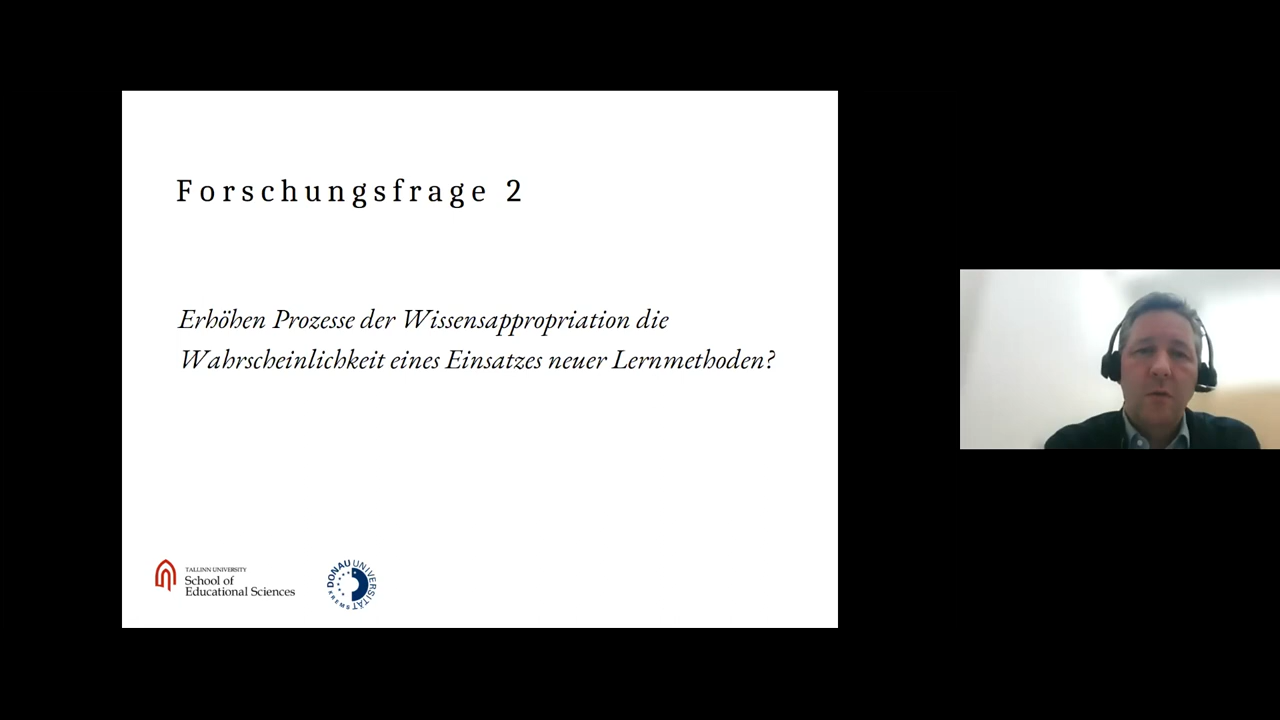 Forschungsfrage 2
Erhöhen Prozesse der Wissensappropriation die
Wahrscheinlichkeit eines Einsatzes neuer Lernmethoden?
TALLINN UNIVERSITY
School of
Educational Sciences
DONAU UNIVERSITÄT
KREMS